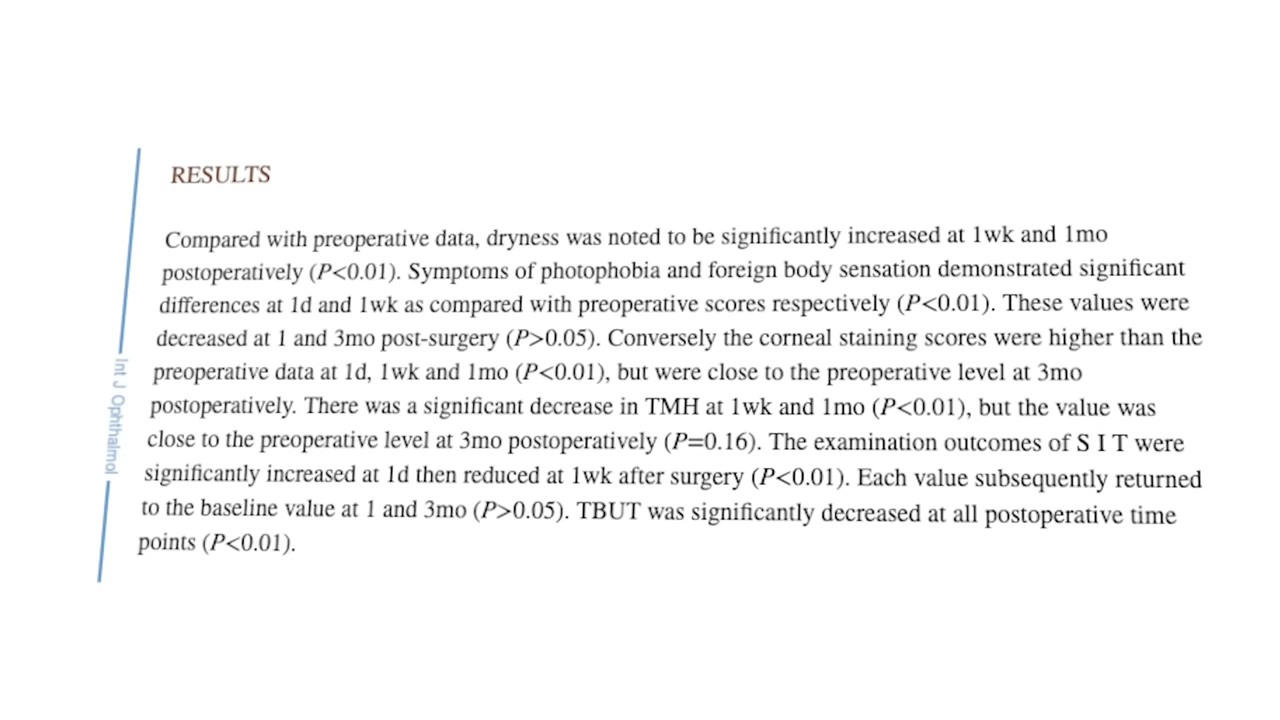 RESULTS
Compared with preoperative data, dryness was noted to be significantly increased at 1wk and 1mo
postoperatively (P<0.01). Symptoms of photophobia and foreign body sensation demonstrated significant
differences at 1d and 1wk as compared with preoperative scores respectively (P<0.01). These values were
decreased at 1 and 3mo post-surgery (P>0.05). Conversely the corneal staining scores were higher than the
preoperative data at 1d, 1wk and 1mo (P<0.01), but were close to the preoperative level at 3mo
postoperatively. There was a significant decrease in TMH at 1wk and 1mo (P<0.01), but the value was
close to the preoperative level at 3mo postoperatively (P=0.16). The examination outcomes of S I T were
significantly increased at 1d then reduced at 1wk after surgery (P<0.01). Each value subsequently returned
to the baseline value at 1 and 3mo (P>0.05). TBUT was significantly decreased at all postoperative time
points (P<0.01).
Int J Ophthalmol